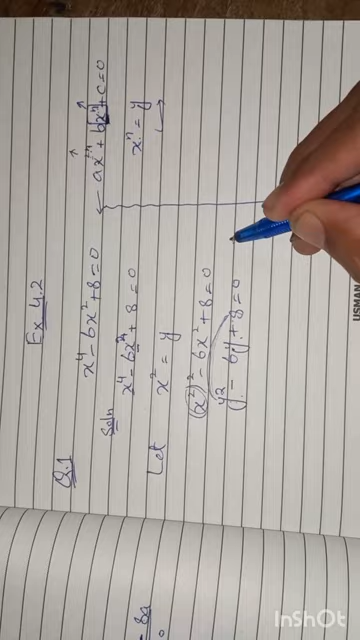 Ex 4.2
Q.1
x⁴ - 6x² + 8 = 0
ax²ⁿ + bxⁿ + c = 0
Soln
x⁴ - 6x² + 8 = 0
xⁿ = y
Let x² = y
(x²)² - 6x² + 8 = 0
y² - 6y + 8 = 0
USMAN
InShOt